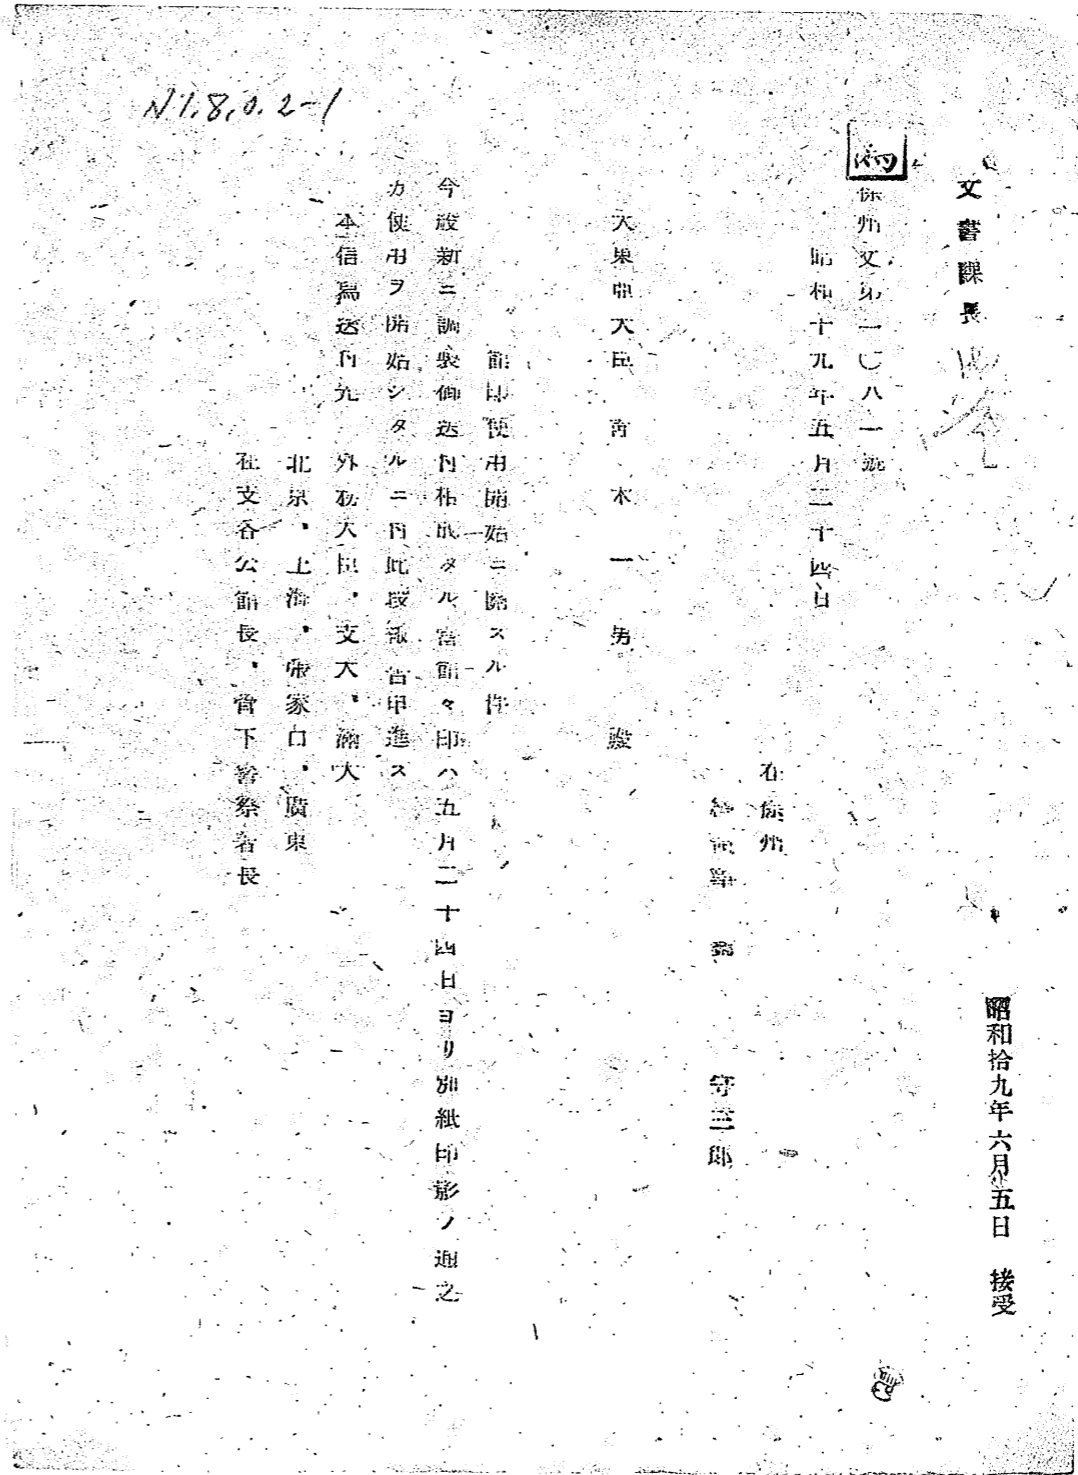 N1.8.0.2-1
昭和拾九年六月五日 接受
文書課長
徐州文第一〇八一號
昭和十九年五月二十四日
在徐州
守三郎
大東亞大臣 青木一男殿
館印使用開始ニ關スル件
今般新ニ調製御送付相成タル當館々印ハ五月二十四日ヨリ別紙印影ノ通之
カ使用ヲ開始シタルニ付此段報告申進ス
本信寫送付先 外務大臣、支大、滿大
北京、上海、張家口、廣東
在支各公館長、管下警察署長